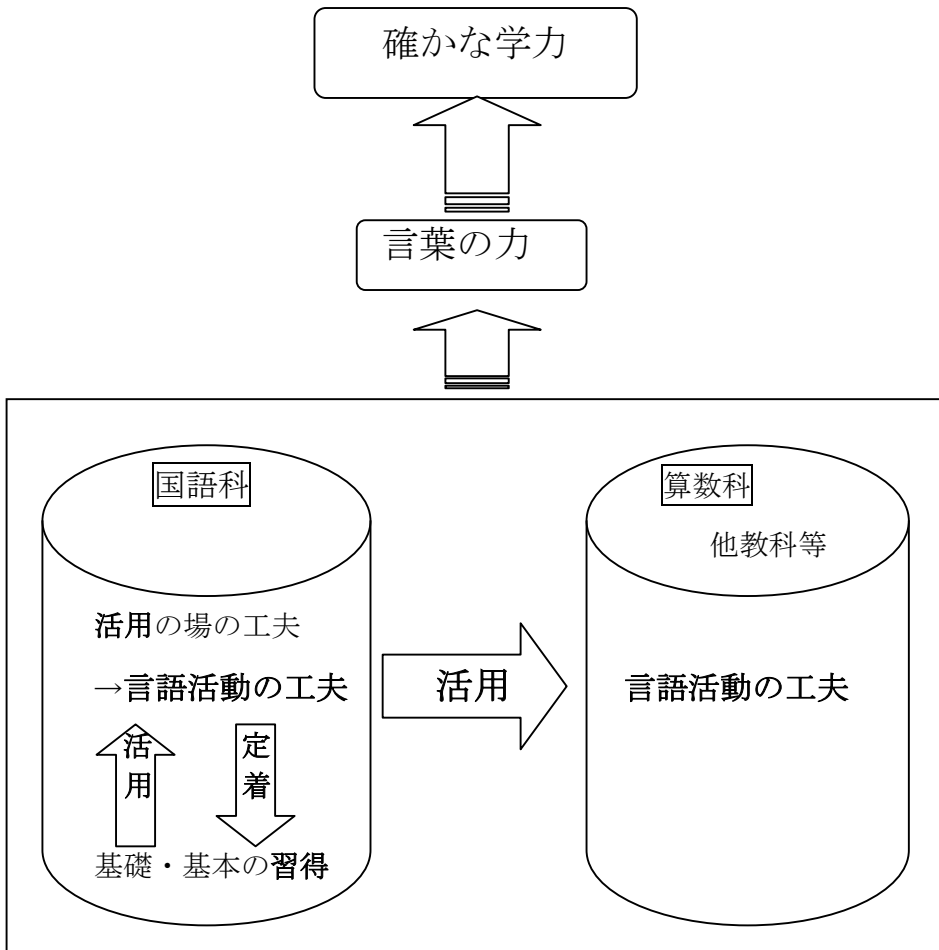 確かな学力
言葉の力
国語科
活用の場の工夫
→言語活動の工夫
活用
定着
基礎・基本の習得
活用
算数科
他教科等
言語活動の工夫